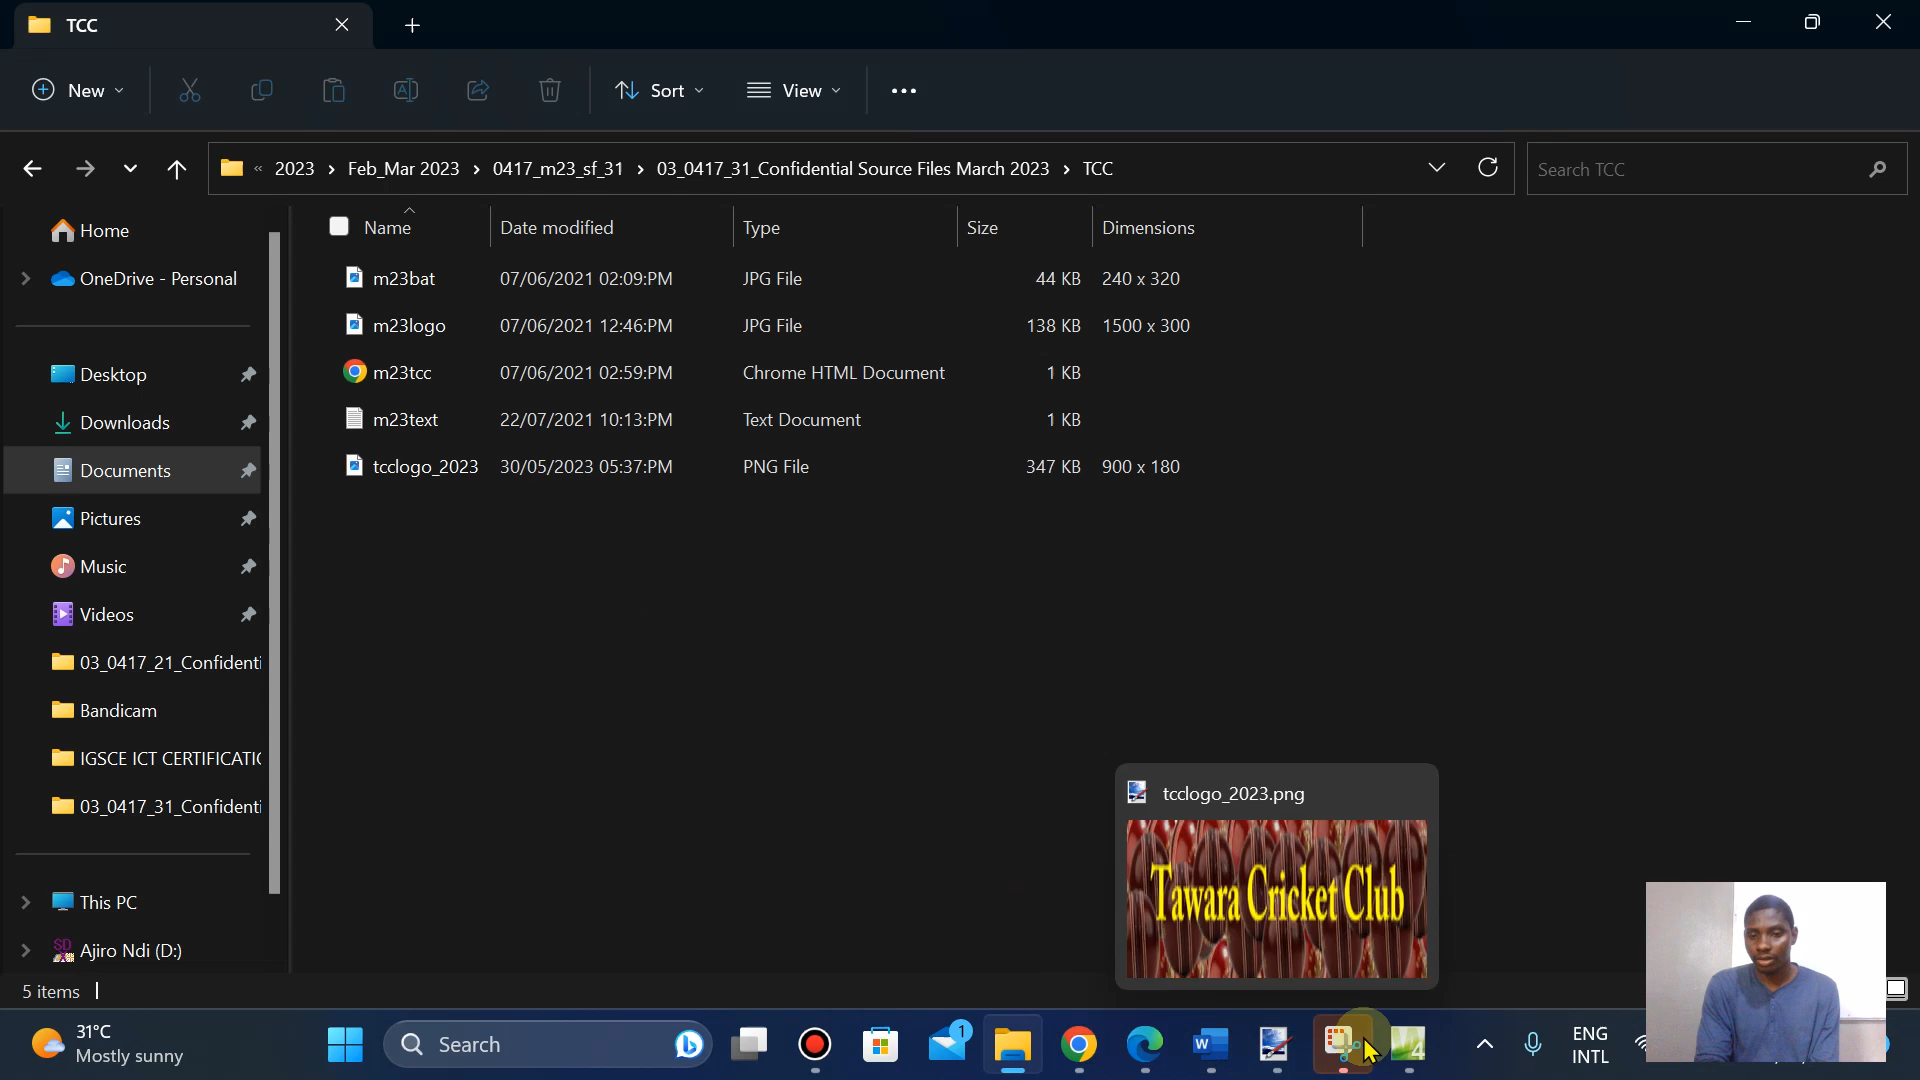 TCC
New
Sort
View
« 2023 > Feb_Mar 2023 > 0417_m23_sf_31 > 03_0417_31_Confidential Source Files March 2023 > TCC
Search TCC
Name Date modified Type Size Dimensions
m23bat 07/06/2021 02:09:PM JPG File 44 KB 240 x 320
m23logo 07/06/2021 12:46:PM JPG File 138 KB 1500 x 300
m23tcc 07/06/2021 02:59:PM Chrome HTML Document 1 KB
m23text 22/07/2021 10:13:PM Text Document 1 KB
tcclogo_2023 30/05/2023 05:37:PM PNG File 347 KB 900 x 180
Home
OneDrive - Personal
Desktop
Downloads
Documents
Pictures
Music
Videos
03_0417_21_Confidenti
Bandicam
IGSCE ICT CERTIFICATI
03_0417_31_Confidenti
This PC
Ajiro Ndi (D:)
tcclogo_2023.png
Tawara Cricket Club
5 items
31°C
Mostly sunny
Search
1
ENG
INTL